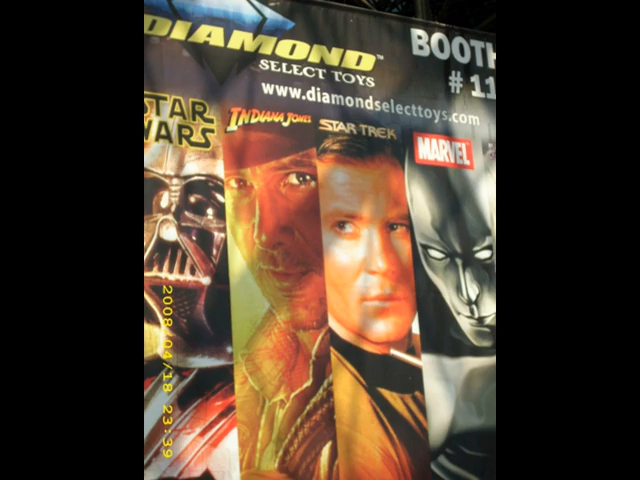 DIAMOND™
SELECT TOYS
BOOTH
# 11
www.diamondselecttoys.com
STAR
WARS
INDIANA JONES
STAR TREK
MARVEL
2008/04/18 23:39